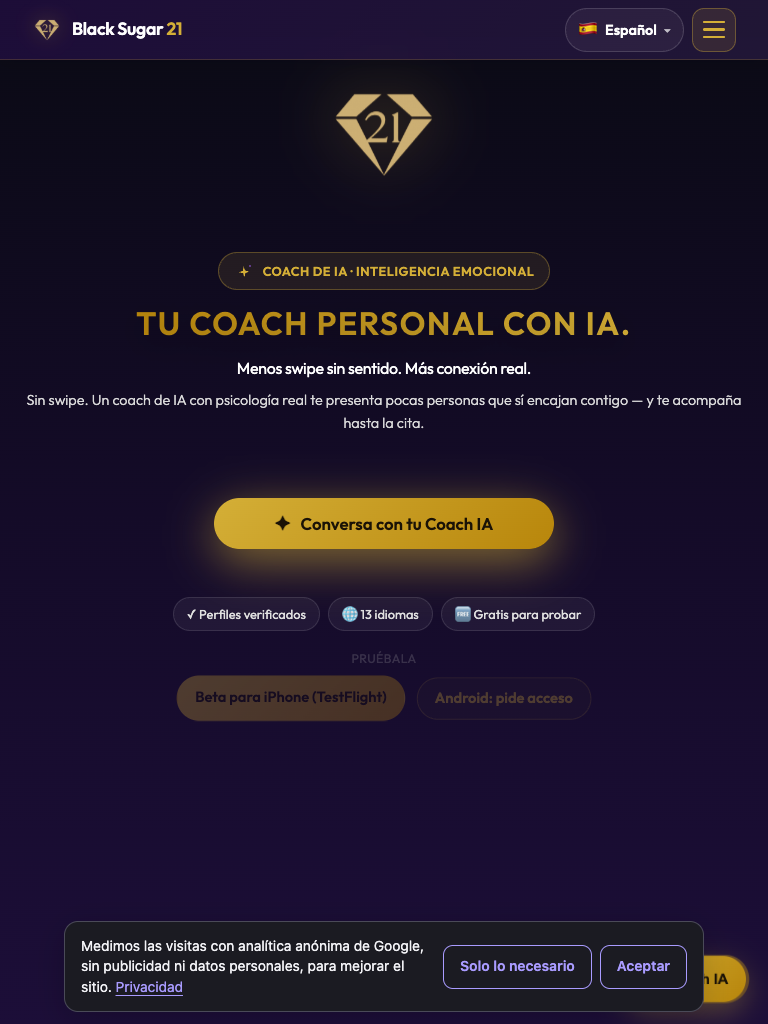 21
Black Sugar 21
Español
21
COACH DE IA · INTELIGENCIA EMOCIONAL
TU COACH PERSONAL CON IA.
Menos swipe sin sentido. Más conexión real.
Sin swipe. Un coach de IA con psicología real te presenta pocas personas que sí encajan contigo — y te acompaña
hasta la cita.
Conversa con tu Coach IA
✓ Perfiles verificados
13 idiomas
FREE Gratis para probar
PRUÉBALA
Beta para iPhone (TestFlight)
Android: pide acceso
Medimos las visitas con analítica anónima de Google,
sin publicidad ni datos personales, para mejorar el
sitio. Privacidad
Solo lo necesario
Aceptar
IA